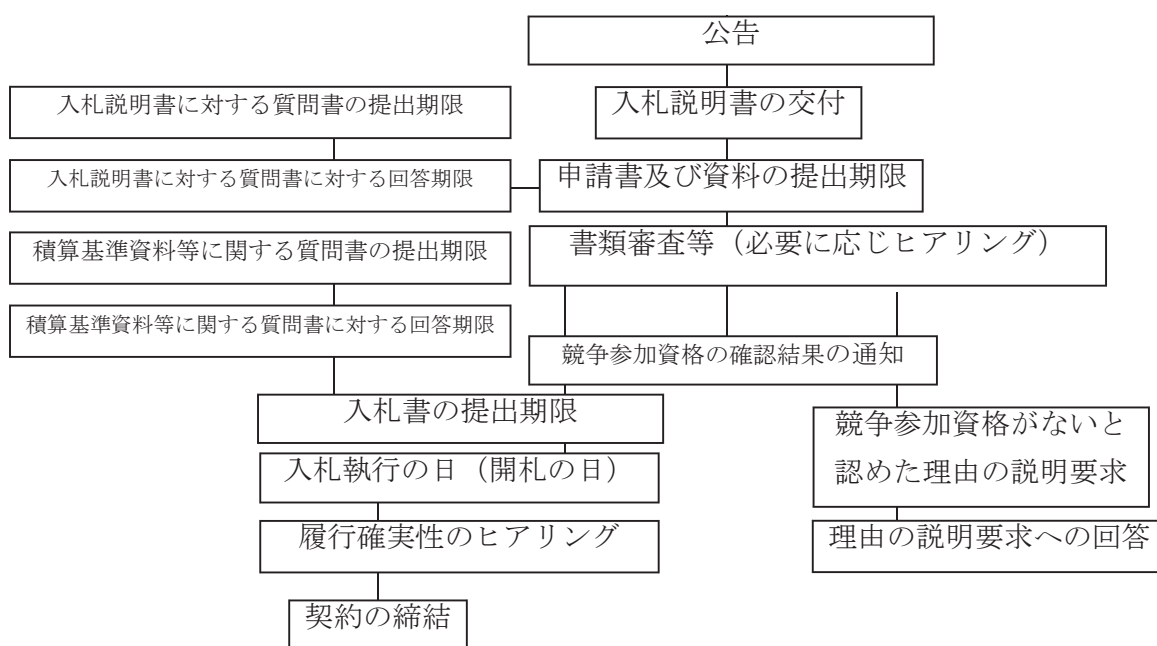 公告
入札説明書に対する質問書の提出期限
入札説明書の交付
入札説明書に対する質問書に対する回答期限
申請書及び資料の提出期限
積算基準資料等に関する質問書の提出期限
書類審査等（必要に応じヒアリング）
積算基準資料等に関する質問書に対する回答期限
競争参加資格の確認結果の通知
入札書の提出期限
競争参加資格がないと
認めた理由の説明要求
入札執行の日（開札の日）
履行確実性のヒアリング
理由の説明要求への回答
契約の締結